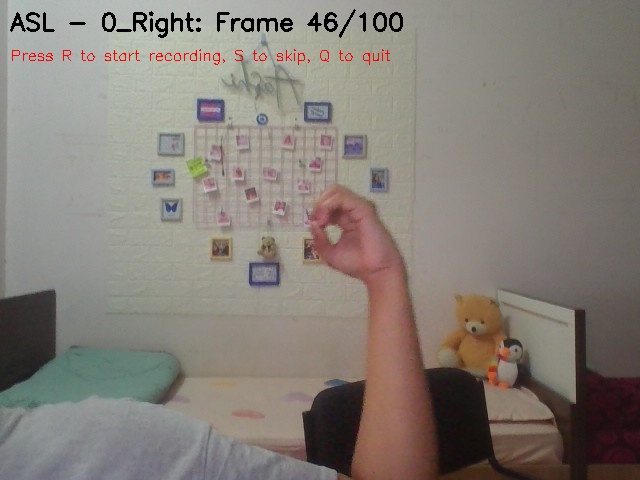 ASL - 0_Right: Frame 46/100
Press R to start recording, S to skip, Q to quit